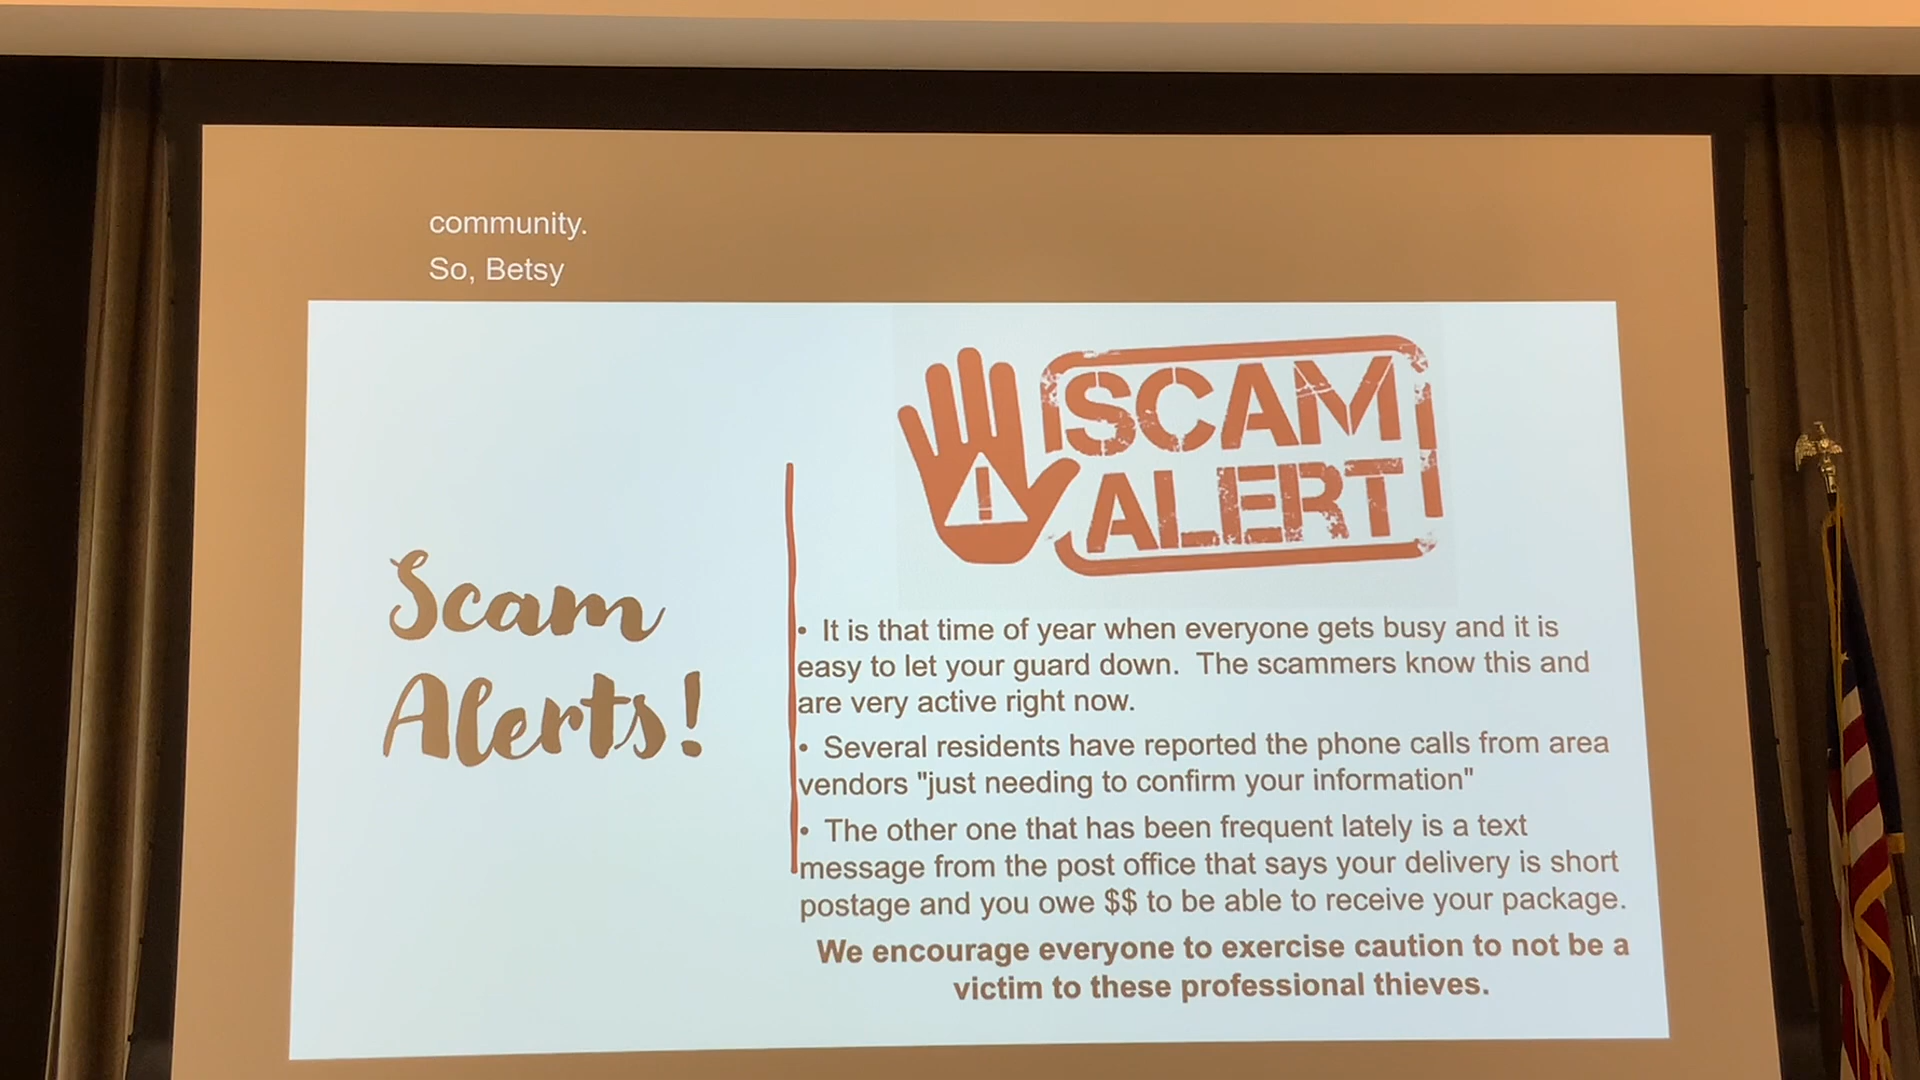 community.
So, Betsy
SCAM
ALERT
!
Scam
Alerts!
• It is that time of year when everyone gets busy and it is
easy to let your guard down. The scammers know this and
are very active right now.
• Several residents have reported the phone calls from area
vendors "just needing to confirm your information"
• The other one that has been frequent lately is a text
message from the post office that says your delivery is short
postage and you owe $$ to be able to receive your package.
We encourage everyone to exercise caution to not be a
victim to these professional thieves.